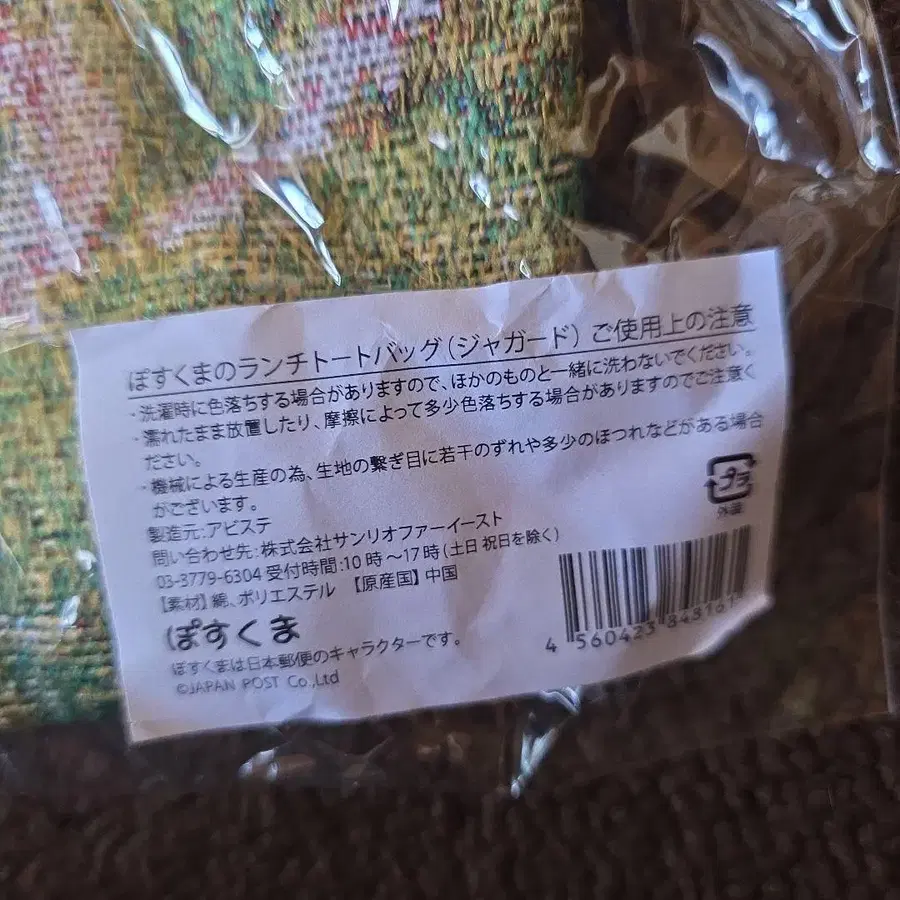 ぽすくまのランチトートバッグ(ジャガード)ご使用上の注意
・洗濯時に色落ちする場合がありますので、ほかのものと一緒に洗わないでください。
・濡れたまま放置したり、摩擦によって多少色落ちする場合がありますのでご注意く
ださい。
・機械による生産の為、生地の繋ぎ目に若干のずれや多少のほつれなどがある場合
がございます。
製造元:アピステ
問い合わせ先:株式会社サンリオファーイースト
03-3779-6304 受付時間:10時~17時(土日祝日を除く)
【素材】綿、ポリエステル 【原産国】中国
プラ
外装
ぽすくま
ぽすくまは日本郵便のキャラクターです。
©JAPAN POST Co.,Ltd
4 560423 848161